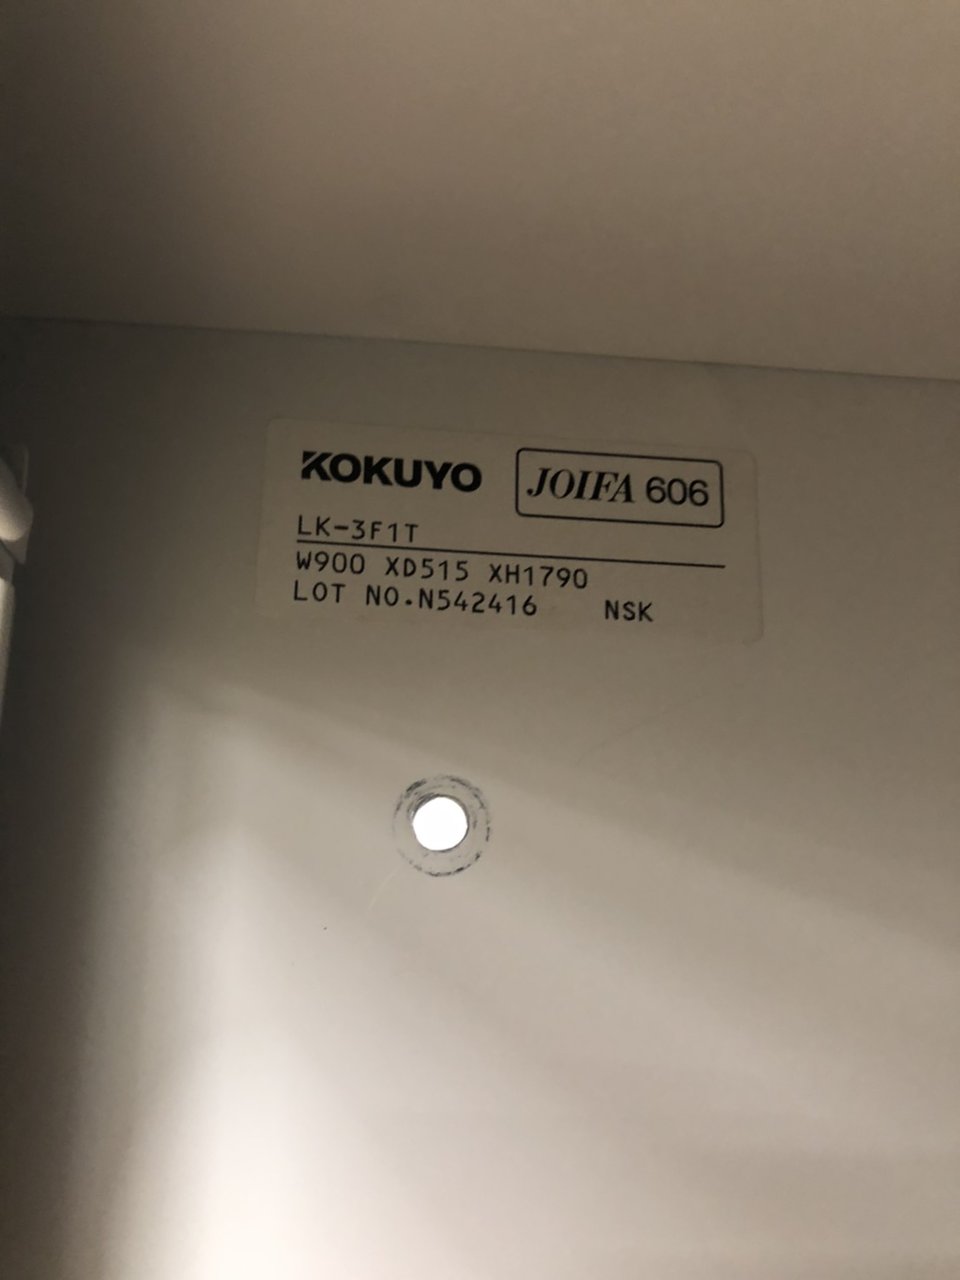 KOKUYO JOIFA 606
LK-3F1T
W900 XD515 XH1790
LOT NO.N542416 NSK